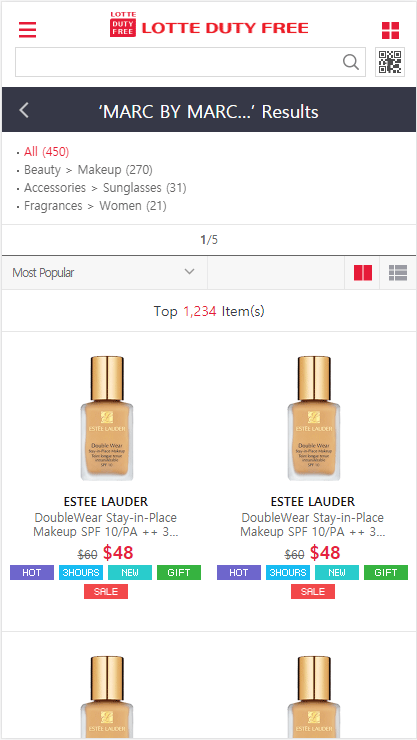 LOTTE
DUTY
FREE
LOTTE DUTY FREE
‘MARC BY MARC...’ Results
· All (450)
· Beauty > Makeup (270)
· Accessories > Sunglasses (31)
· Fragrances > Women (21)
1/5
Most Popular
Top 1,234 Item(s)
ESTEE LAUDER
Double Wear
Stay-in-Place Makeup
SPF 10
ESTEE LAUDER
Double Wear
Stay-in-Place Makeup
SPF 10
ESTEE LAUDER
DoubleWear Stay-in-Place
Makeup SPF 10/PA ++ 3...
$60 $48
HOT 3HOURS NEW GIFT
SALE
ESTEE LAUDER
DoubleWear Stay-in-Place
Makeup SPF 10/PA ++ 3...
$60 $48
HOT 3HOURS NEW GIFT
SALE
ESTEE LAUDER
ESTEE LAUDER